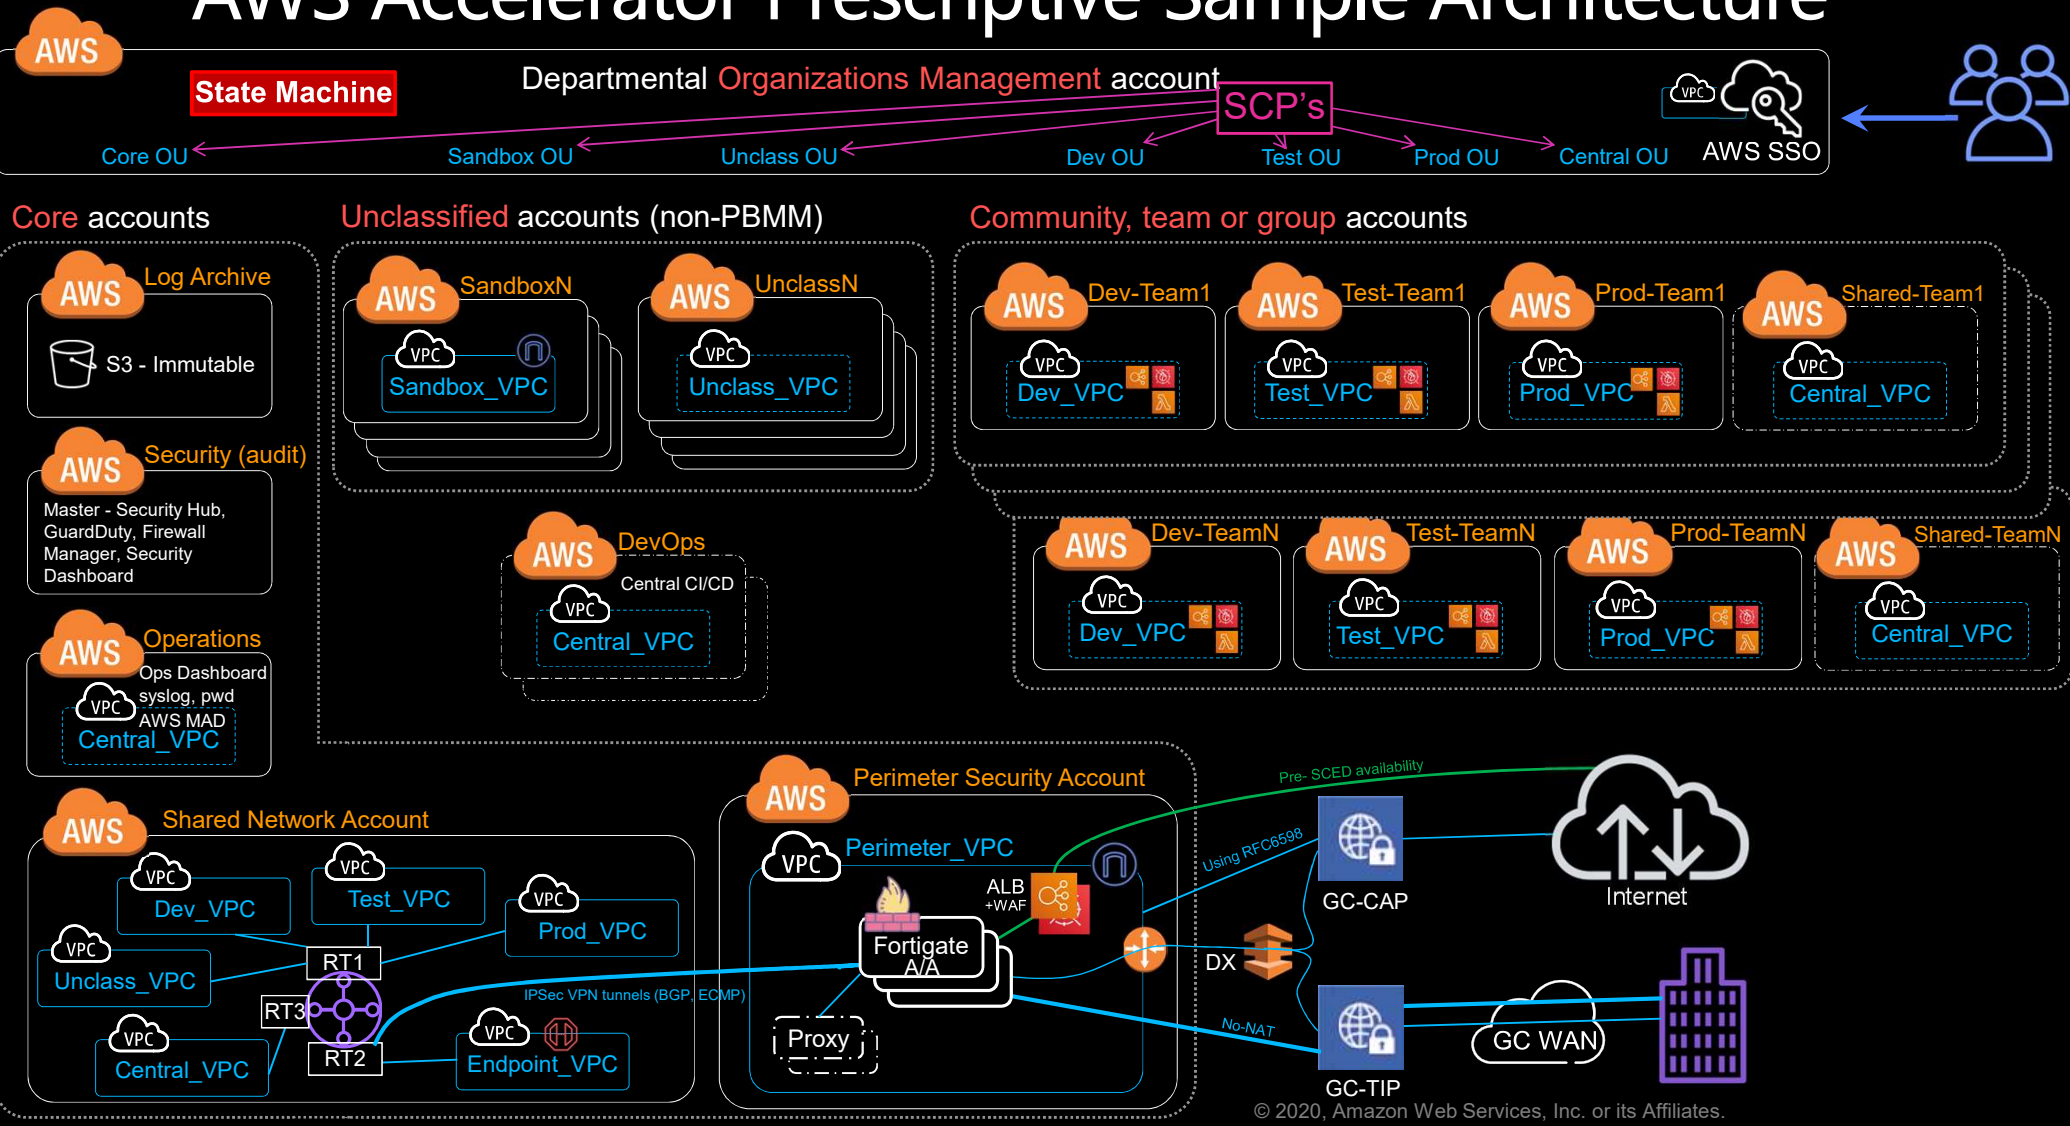 AWS Accelerator Prescriptive Sample Architecture
AWS
State Machine
Departmental Organizations Management account
SCP's
VPC
AWS SSO
Core OU
Sandbox OU
Unclass OU
Dev OU
Test OU
Prod OU
Central OU
Core accounts
AWS
Log Archive
S3 - Immutable
AWS
Security (audit)
Master - Security Hub,
GuardDuty, Firewall
Manager, Security
Dashboard
AWS
Operations
Ops Dashboard
syslog, pwd
AWS MAD
VPC
Central_VPC
Unclassified accounts (non-PBMM)
AWS
SandboxN
VPC
Sandbox_VPC
AWS
UnclassN
VPC
Unclass_VPC
AWS
DevOps
Central CI/CD
VPC
Central_VPC
Community, team or group accounts
AWS
Dev-Team1
VPC
Dev_VPC
AWS
Test-Team1
VPC
Test_VPC
AWS
Prod-Team1
VPC
Prod_VPC
AWS
Shared-Team1
VPC
Central_VPC
AWS
Dev-TeamN
VPC
Dev_VPC
AWS
Test-TeamN
VPC
Test_VPC
AWS
Prod-TeamN
VPC
Prod_VPC
AWS
Shared-TeamN
VPC
Central_VPC
AWS
Shared Network Account
VPC
Dev_VPC
VPC
Test_VPC
VPC
Prod_VPC
VPC
Unclass_VPC
RT1
RT3
RT2
VPC
Central_VPC
VPC
Endpoint_VPC
IPSec VPN tunnels (BGP, ECMP)
AWS
Perimeter Security Account
VPC
Perimeter_VPC
ALB
+WAF
Fortigate
A/A
Proxy
Pre- SCED availability
Using RFC6598
GC-CAP
Internet
DX
No-NAT
GC-TIP
GC WAN
© 2020, Amazon Web Services, Inc. or its Affiliates.